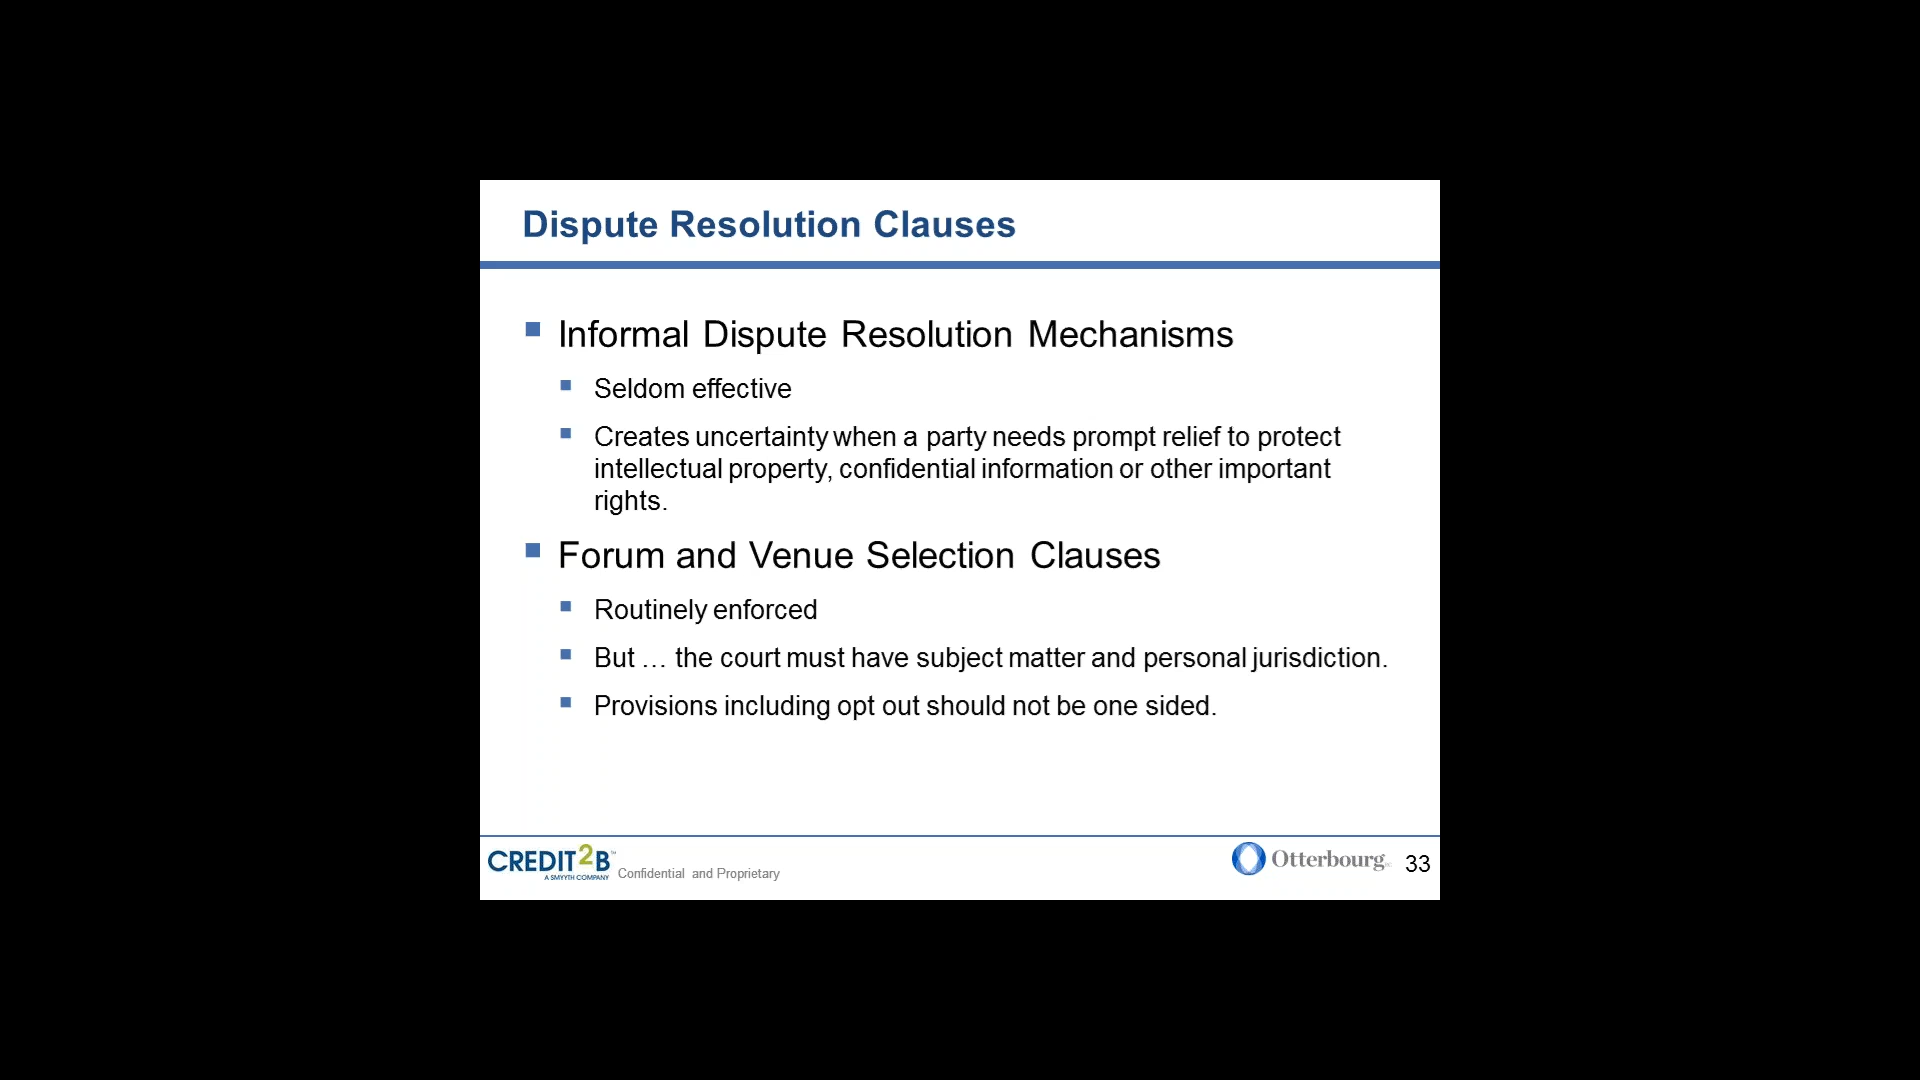 Dispute Resolution Clauses
Informal Dispute Resolution Mechanisms
Seldom effective
Creates uncertainty when a party needs prompt relief to protect
intellectual property, confidential information or other important
rights.
Forum and Venue Selection Clauses
Routinely enforced
But … the court must have subject matter and personal jurisdiction.
Provisions including opt out should not be one sided.
CREDIT2B™
A SMYYTH COMPANY
Confidential and Proprietary
Otterbourg PC
33